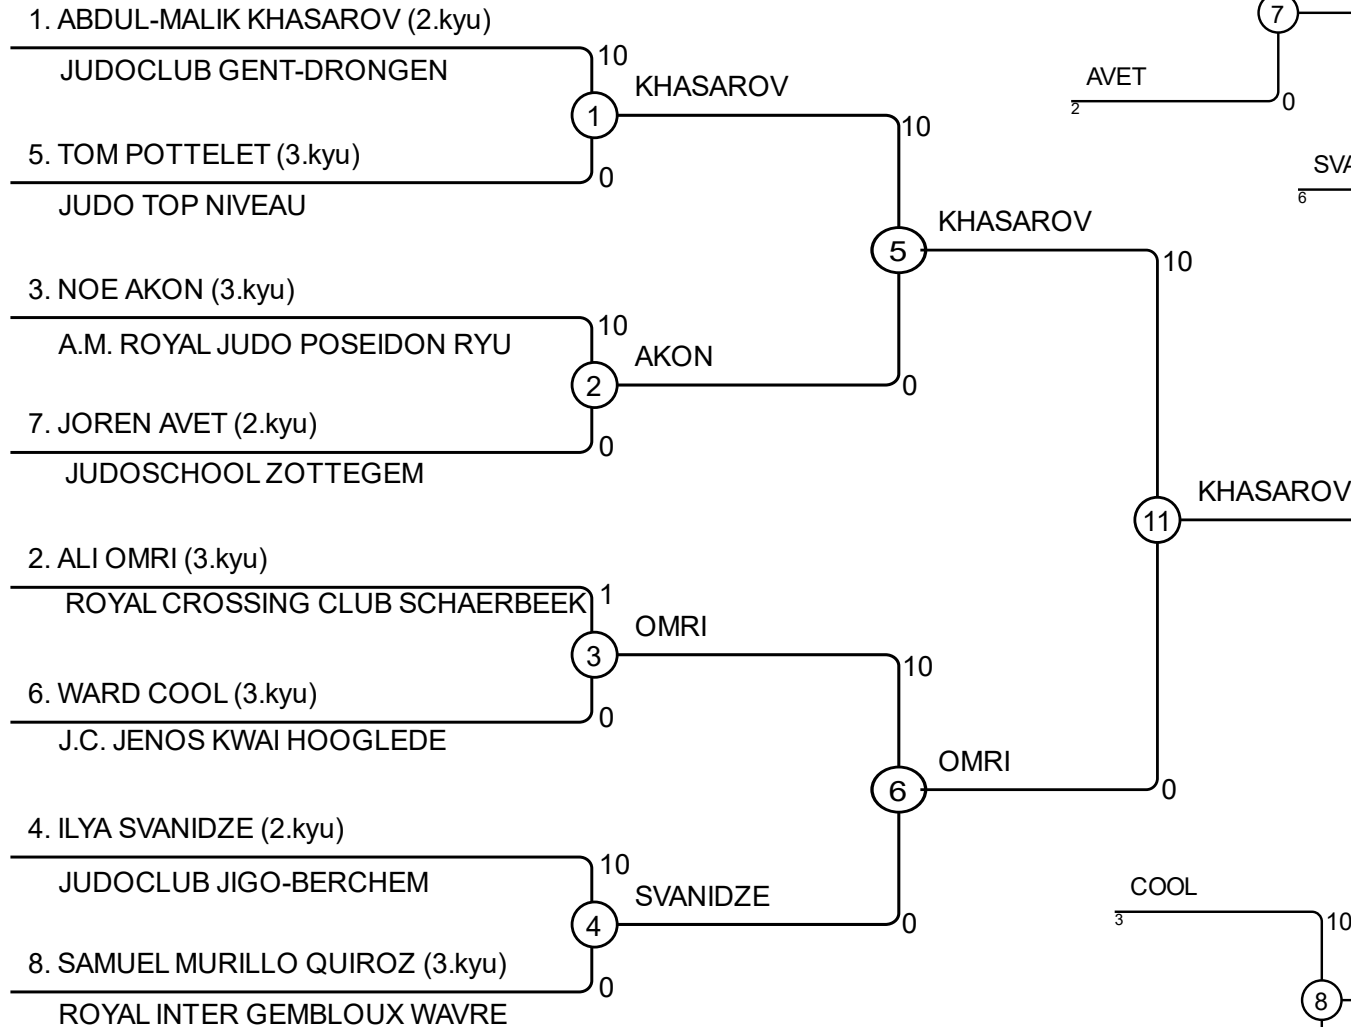 1. ABDUL-MALIK KHASAROV (2.kyu)
10
JUDOCLUB GENT-DRONGEN
KHASAROV
1
10
5. TOM POTTELET (3.kyu)
0
JUDO TOP NIVEAU
KHASAROV
5
10
3. NOE AKON (3.kyu)
10
A.M. ROYAL JUDO POSEIDON RYU
AKON
2
0
7. JOREN AVET (2.kyu)
0
JUDOSCHOOL ZOTTEGEM
KHASAROV
11
2. ALI OMRI (3.kyu)
1
ROYAL CROSSING CLUB SCHAERBEEK
OMRI
3
10
6. WARD COOL (3.kyu)
0
J.C. JENOS KWAI HOOGLEDE
OMRI
6
0
4. ILYA SVANIDZE (2.kyu)
10
JUDOCLUB JIGO-BERCHEM
SVANIDZE
4
0
8. SAMUEL MURILLO QUIROZ (3.kyu)
0
ROYAL INTER GEMBLOUX WAVRE
7
AVET
2
0
SVA
6
COOL
3
10
8